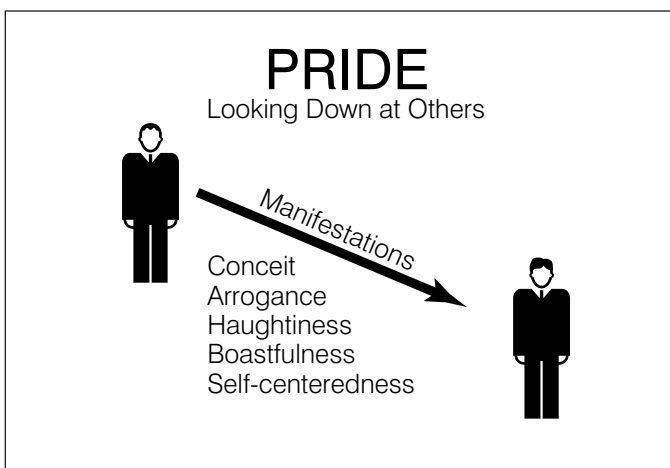 PRIDE
Looking Down at Others
Manifestations
Conceit
Arrogance
Haughtiness
Boastfulness
Self-centeredness